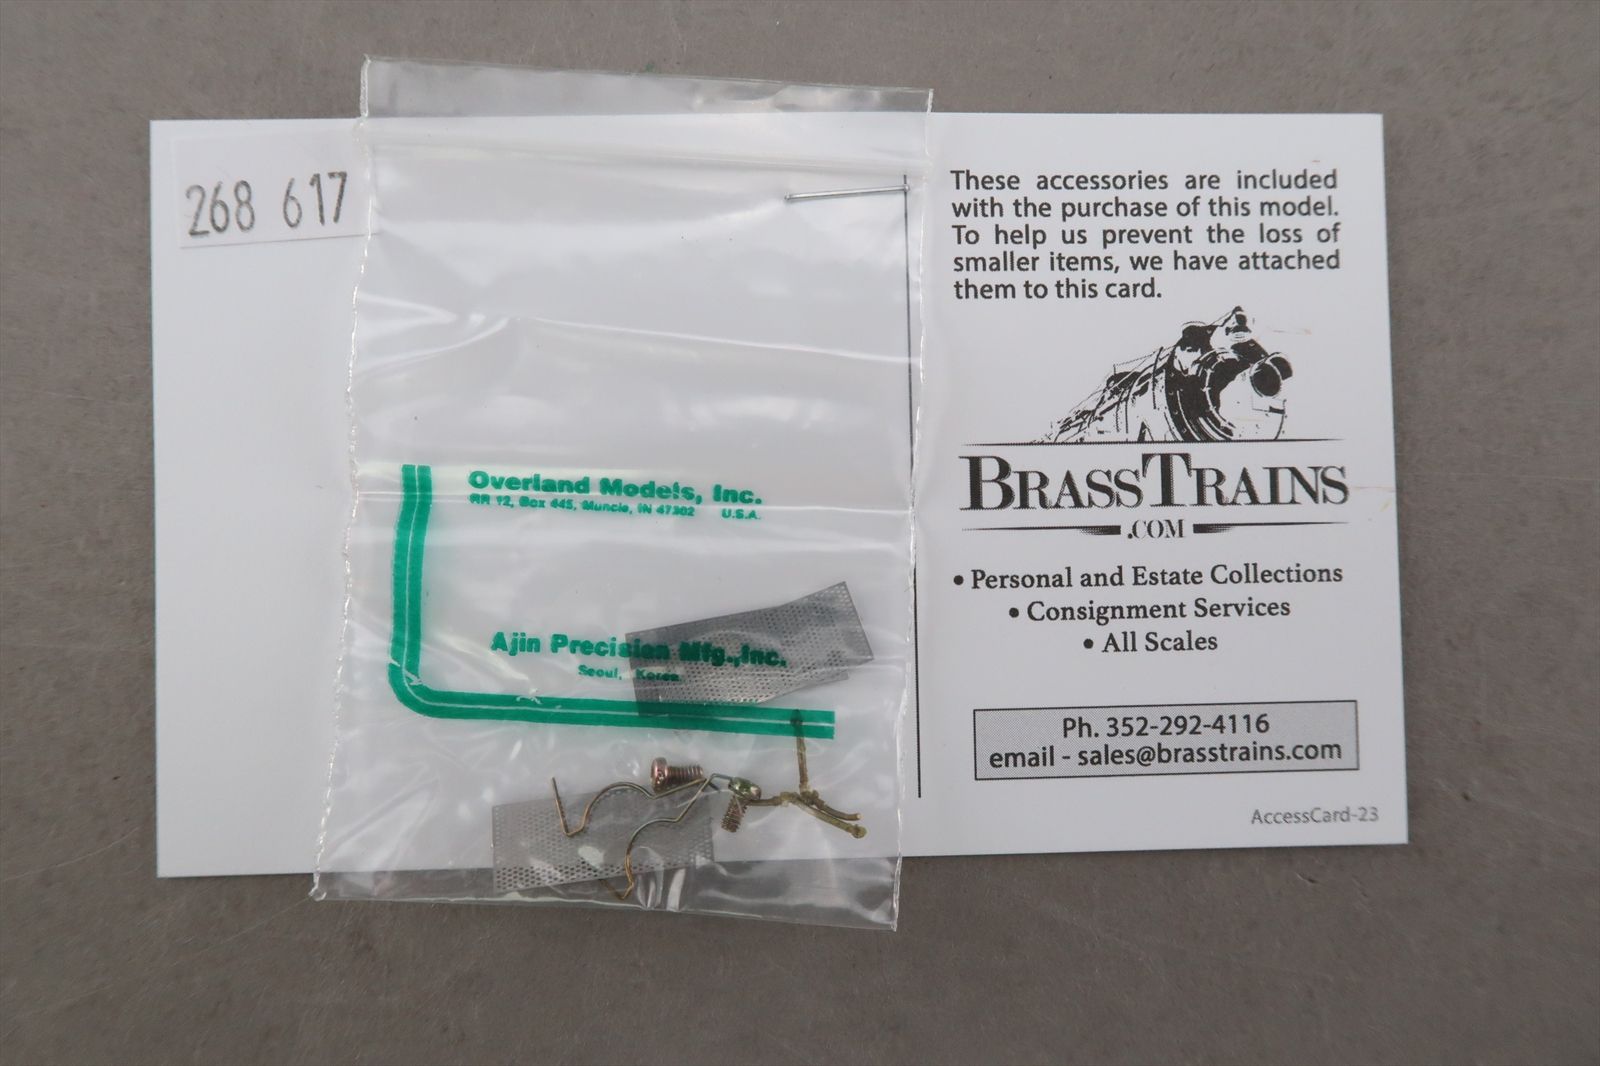 268 617
Overland Models, Inc.
RR 12, Box 445, Muncie, IN 47302 U.S.A.
Ajin Precision Mfg.,Inc.
Seoul, Korea
These accessories are included
with the purchase of this model.
To help us prevent the loss of
smaller items, we have attached
them to this card.
BRASSTRAINS
.COM
• Personal and Estate Collections
• Consignment Services
• All Scales
Ph. 352-292-4116
email - sales@brasstrains.com
AccessCard-23